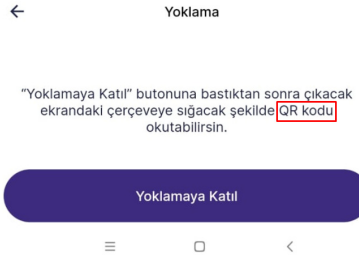 Yoklama
“Yoklamaya Katıl” butonuna bastıktan sonra çıkacak
ekrandaki çerçeveye sığacak şekilde QR kodu
okutabilirsin.
Yoklamaya Katıl